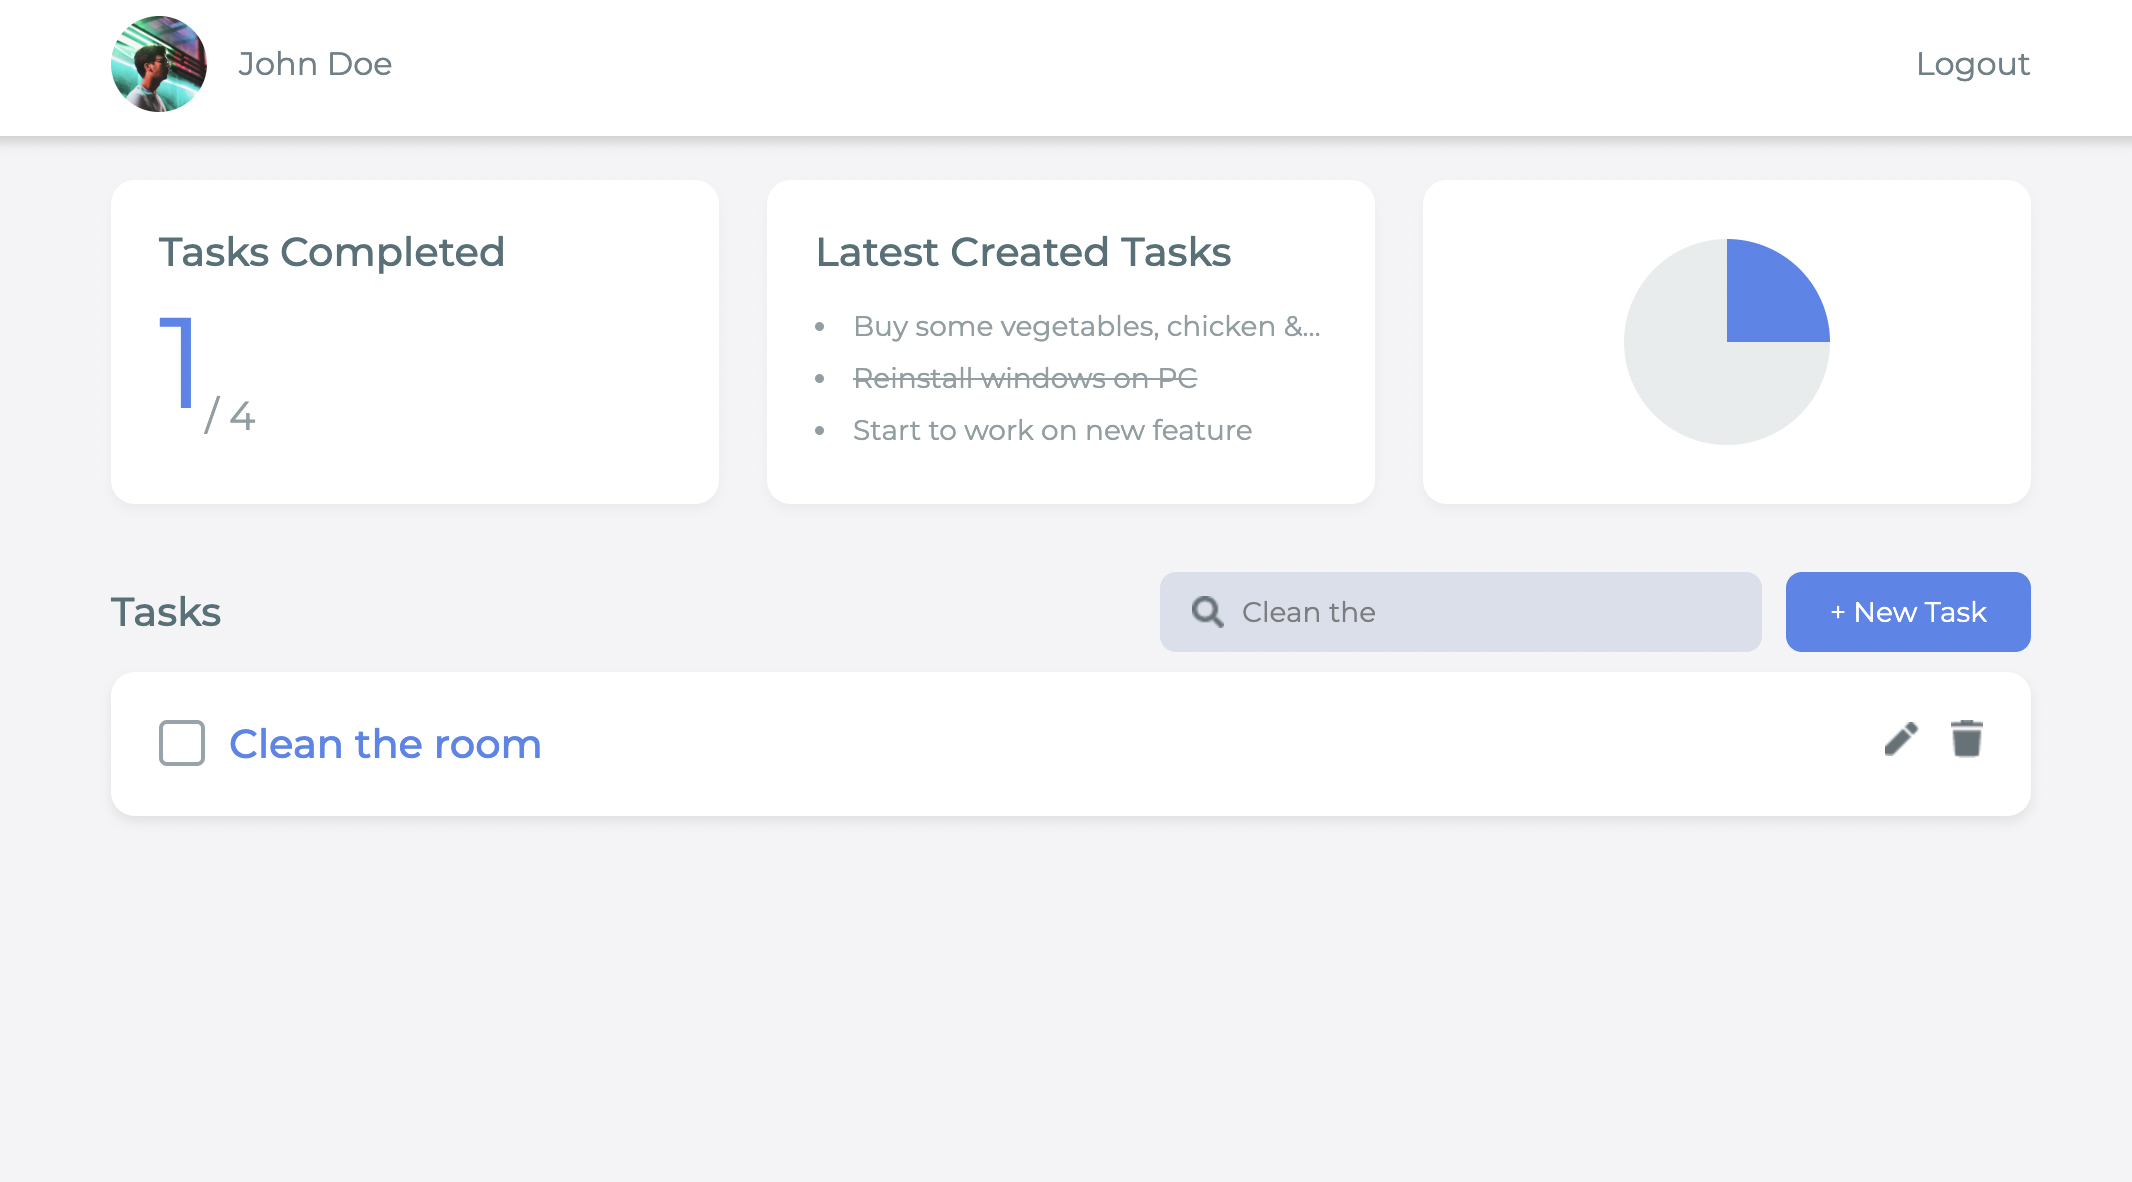 John Doe
Logout
Tasks Completed
1 / 4
Latest Created Tasks
Buy some vegetables, chicken &...
Reinstall windows on PC
Start to work on new feature
Tasks
Clean the
+ New Task
Clean the room